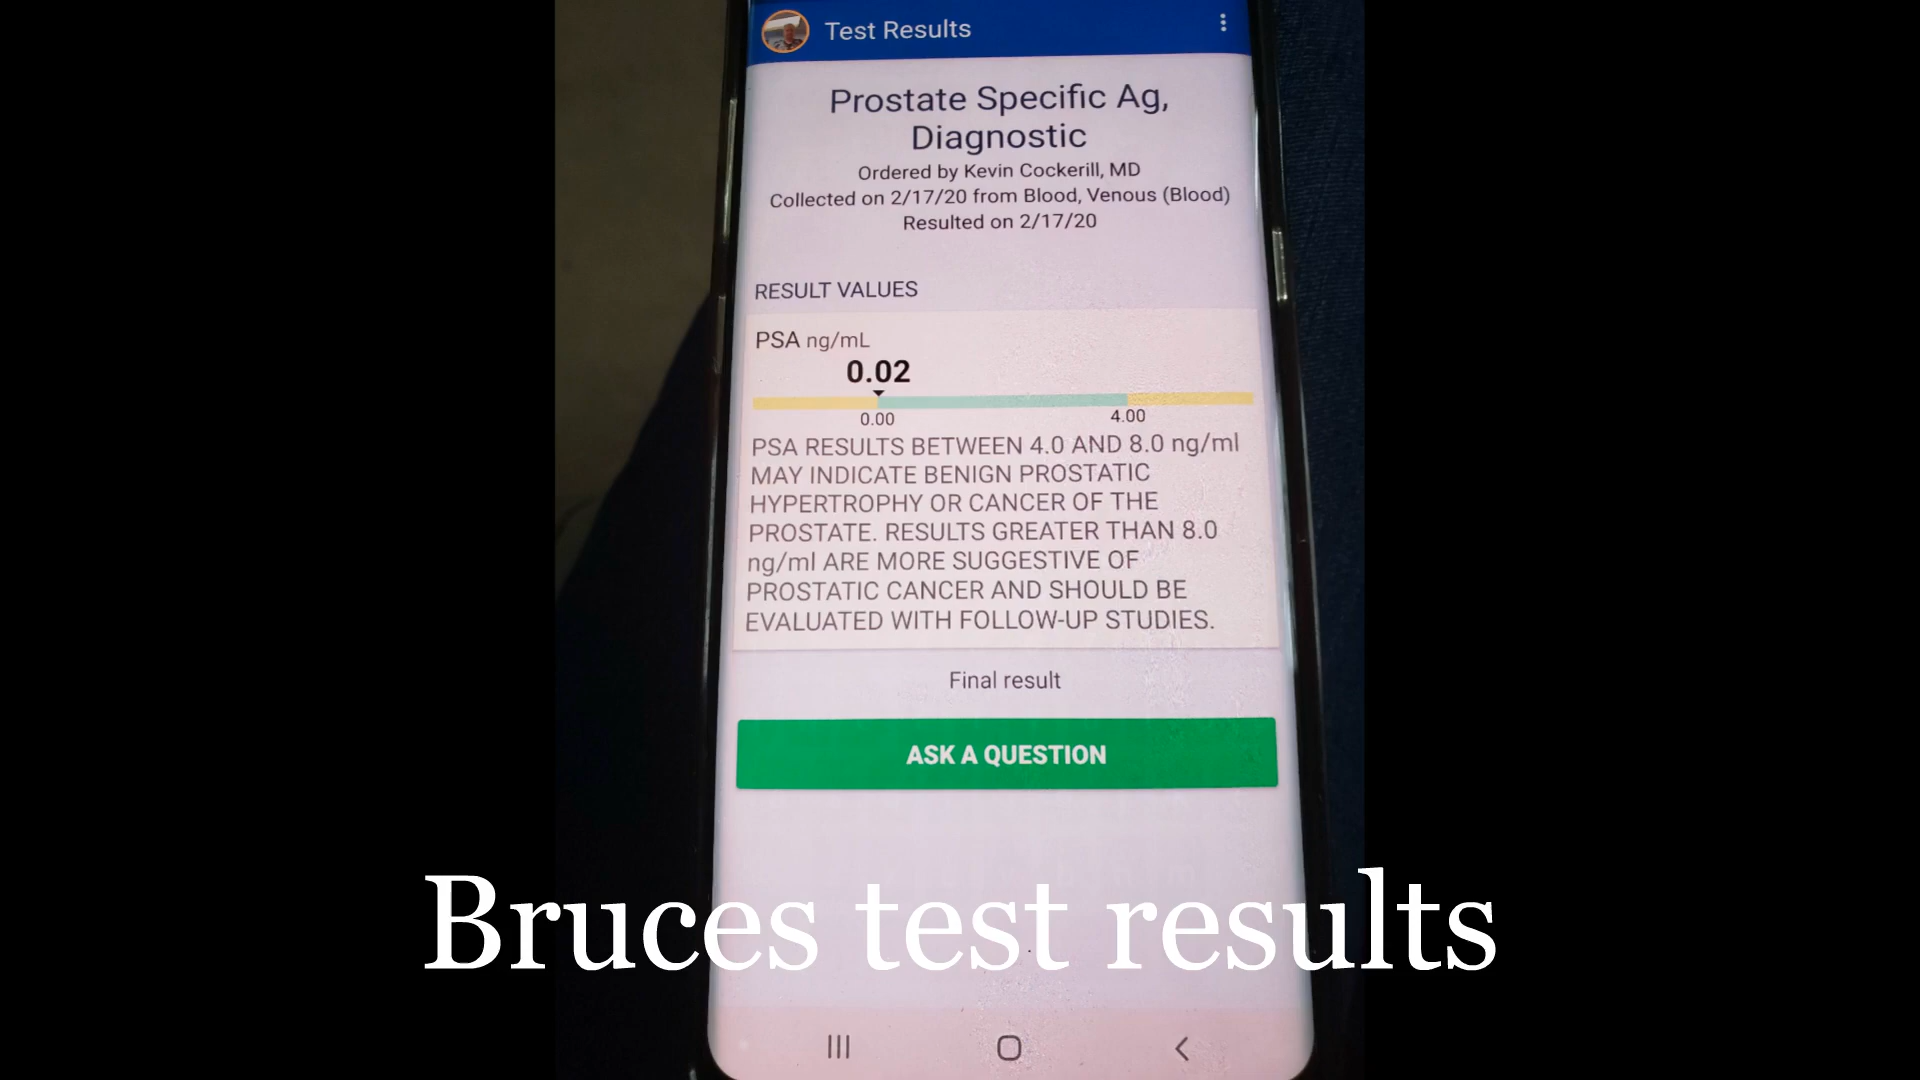 Test Results
Prostate Specific Ag,
Diagnostic
Ordered by Kevin Cockerill, MD
Collected on 2/17/20 from Blood, Venous (Blood)
Resulted on 2/17/20
RESULT VALUES
PSA ng/mL
0.02
0.00 4.00
PSA RESULTS BETWEEN 4.0 AND 8.0 ng/ml
MAY INDICATE BENIGN PROSTATIC
HYPERTROPHY OR CANCER OF THE
PROSTATE. RESULTS GREATER THAN 8.0
ng/ml ARE MORE SUGGESTIVE OF
PROSTATIC CANCER AND SHOULD BE
EVALUATED WITH FOLLOW-UP STUDIES.
Final result
ASK A QUESTION
Bruces test results